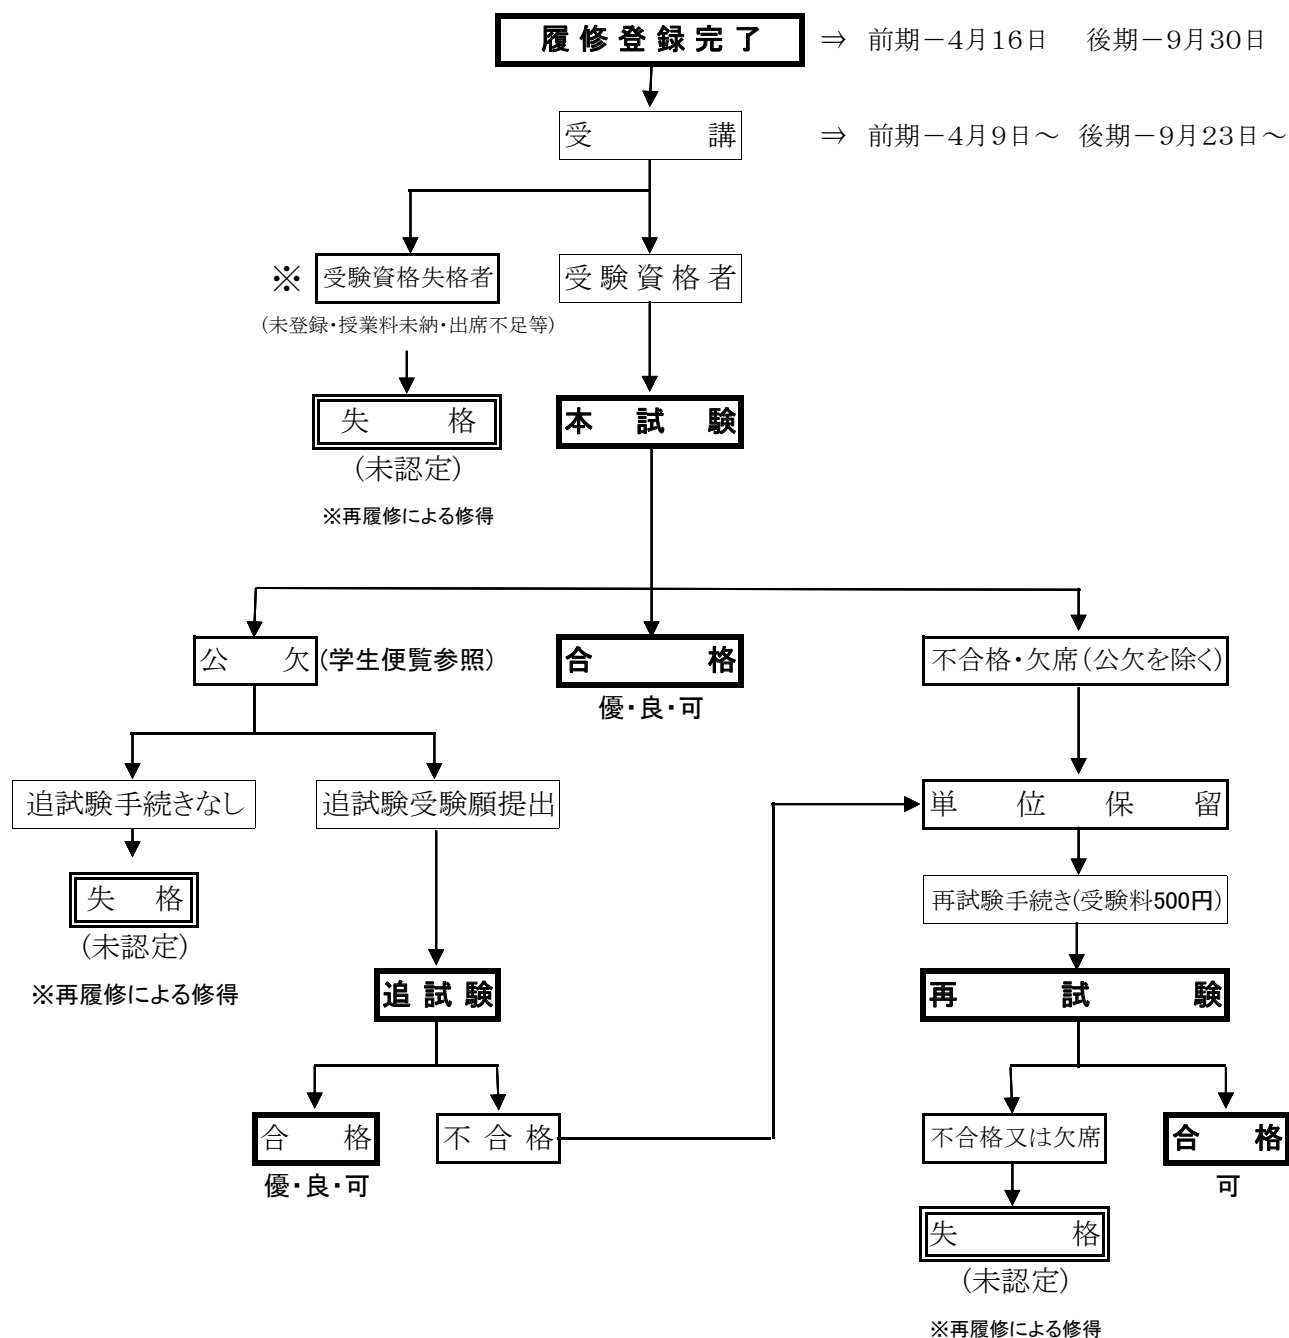 履修登録完了 ⇒ 前期－4月16日 後期－9月30日
受講 ⇒ 前期－4月9日～ 後期－9月23日～
※ 受験資格失格者 受験資格者
(未登録・授業料未納・出席不足等)
失格 本試験
(未認定)
※再履修による修得
公欠(学生便覧参照) 合格 不合格・欠席(公欠を除く)
優・良・可
追試験手続きなし 追試験受験願提出 単位保留
失格 再試験手続き(受験料500円)
(未認定)
※再履修による修得 追試験 再試験
合格 不合格 不合格又は欠席 合格
優・良・可 可
失格
(未認定)
※再履修による修得